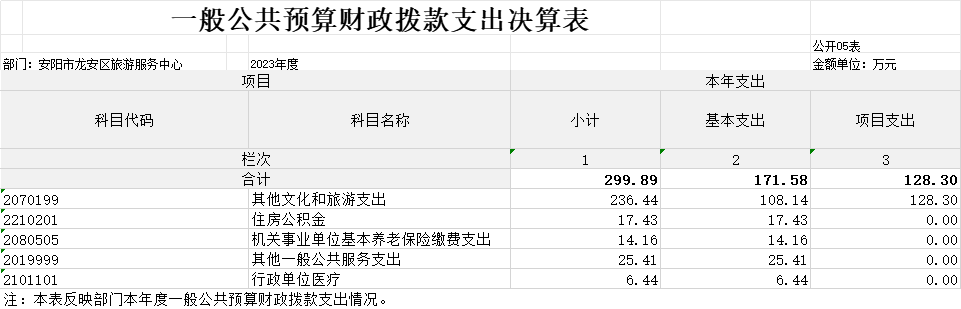 一般公共预算财政拨款支出决算表
公开05表
部门：安阳市龙安区旅游服务中心 2023年度 金额单位：万元
项目 本年支出
科目代码 科目名称 小计 基本支出 项目支出
栏次 1 2 3
合计 299.89 171.58 128.30
2070199 其他文化和旅游支出 236.44 108.14 128.30
2210201 住房公积金 17.43 17.43 0.00
2080505 机关事业单位基本养老保险缴费支出 14.16 14.16 0.00
2019999 其他一般公共服务支出 25.41 25.41 0.00
2101101 行政单位医疗 6.44 6.44 0.00
注：本表反映部门本年度一般公共预算财政拨款支出情况。